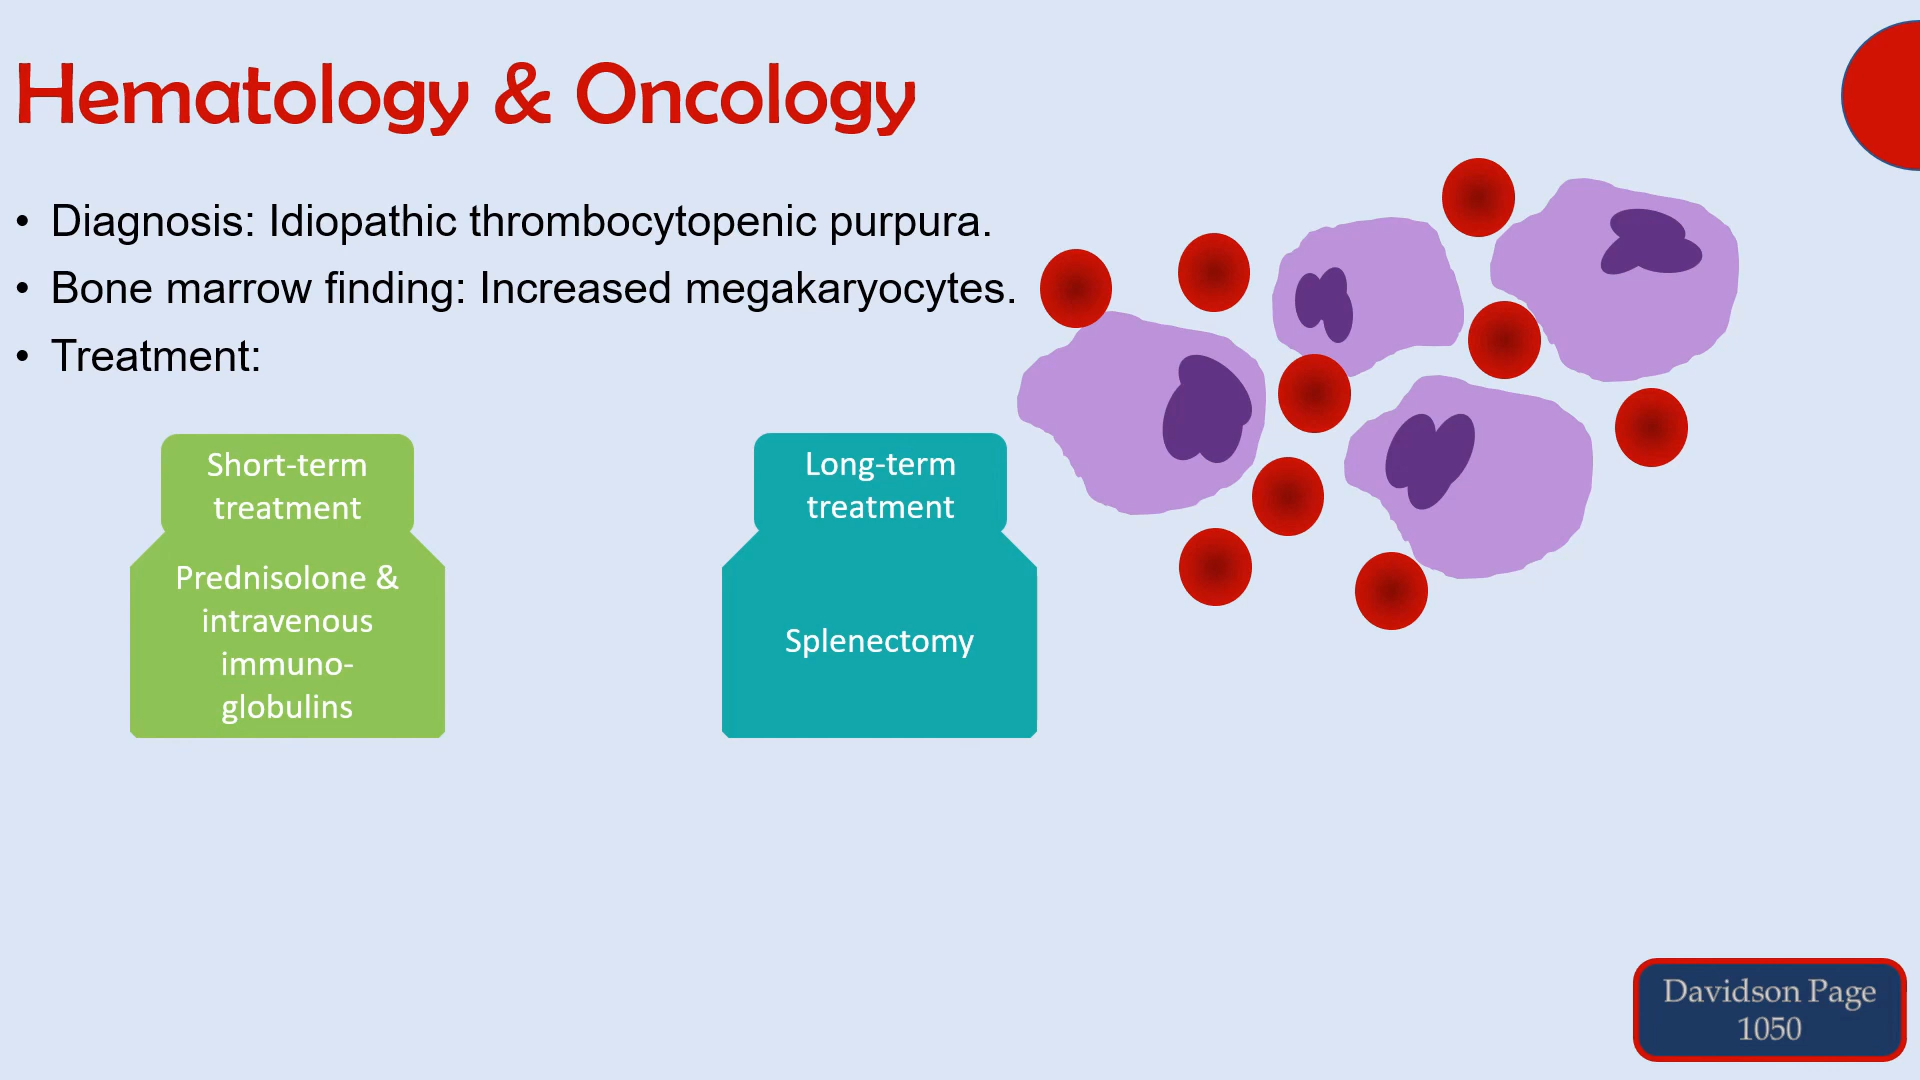 Hematology & Oncology
• Diagnosis: Idiopathic thrombocytopenic purpura.
• Bone marrow finding: Increased megakaryocytes.
• Treatment:
Short-term
treatment
Prednisolone &
intravenous
immuno-
globulins
Long-term
treatment
Splenectomy
Davidson Page
1050